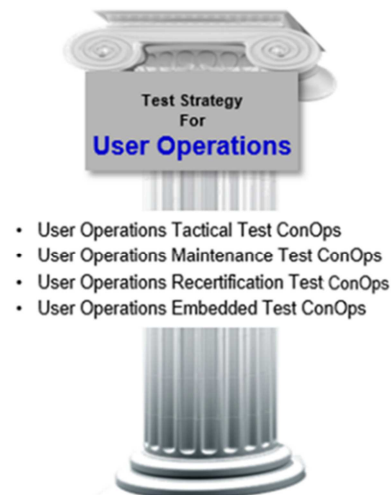 Test Strategy
For
User Operations
• User Operations Tactical Test ConOps
• User Operations Maintenance Test ConOps
• User Operations Recertification Test ConOps
• User Operations Embedded Test ConOps